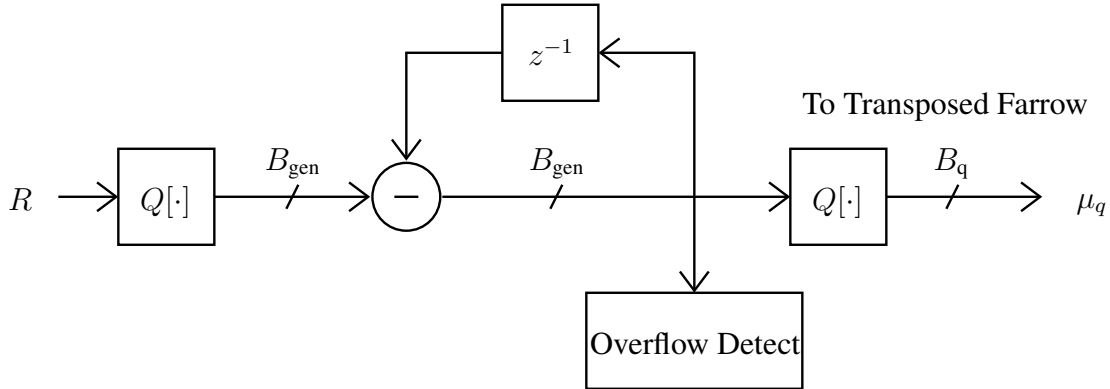 z⁻¹
To Transposed Farrow
R
Q[·]
B_gen
−
B_gen
Q[·]
B_q
μ_q
Overflow Detect